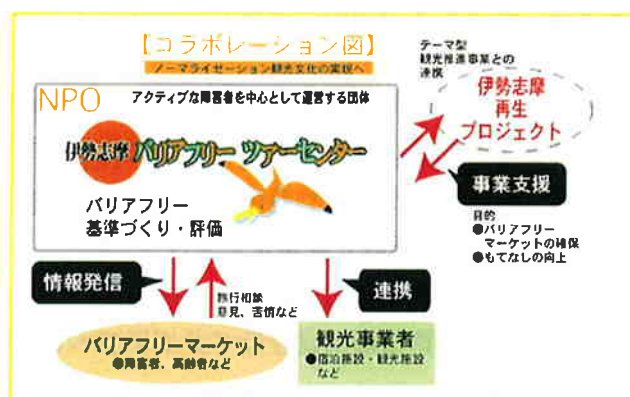 【コラボレーション図】
ノーマライゼーション観光文化の実現へ
テーマ型
観光推進事業との
連携
伊勢志摩
再生
プロジェクト
NPO
アクティブな障害者を中心として運営する団体
伊勢志摩 バリアフリー ツアーセンター
バリアフリー
基準づくり・評価
事業支援
目的
●バリアフリー
マーケットの確保
●もてなしの向上
情報発信
旅行相談
意見、苦情など
連携
バリアフリーマーケット
●障害者、高齢者など
観光事業者
●宿泊施設・観光施設
など